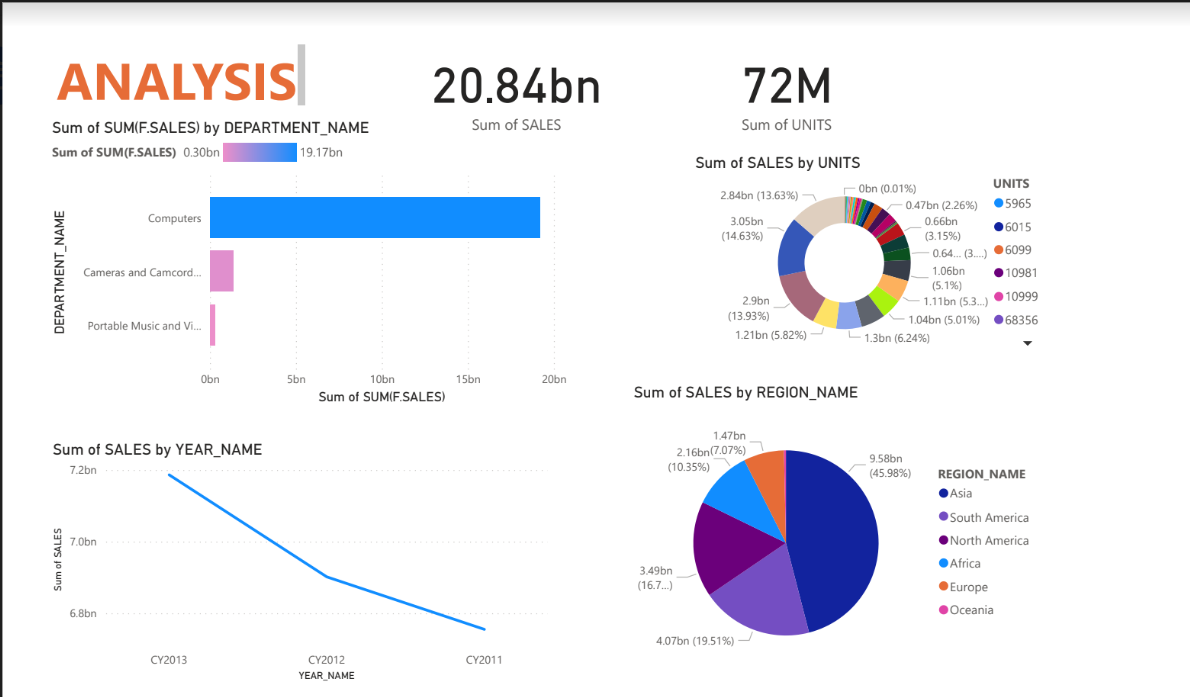 ANALYSIS
20.84bn
Sum of SALES
72M
Sum of UNITS
Sum of SUM(F.SALES) by DEPARTMENT_NAME
Sum of SUM(F.SALES) 0.30bn 19.17bn
DEPARTMENT_NAME
Computers
Cameras and Camcord...
Portable Music and Vi...
0bn 5bn 10bn 15bn 20bn
Sum of SUM(F.SALES)
Sum of SALES by UNITS
0bn (0.01%)
0.47bn (2.26%)
0.66bn
(3.15%)
0.64... (3....)
1.06bn
(5.1%)
1.11bn (5.3...)
1.04bn (5.01%)
1.3bn (6.24%)
1.21bn (5.82%)
2.9bn
(13.93%)
3.05bn
(14.63%)
2.84bn (13.63%)
UNITS
5965
6015
6099
10981
10999
68356
Sum of SALES by YEAR_NAME
Sum of SALES
7.2bn
7.0bn
6.8bn
CY2013 CY2012 CY2011
YEAR_NAME
Sum of SALES by REGION_NAME
9.58bn
(45.98%)
4.07bn (19.51%)
3.49bn
(16.7...)
2.16bn
(10.35%)
1.47bn
(7.07%)
REGION_NAME
Asia
South America
North America
Africa
Europe
Oceania